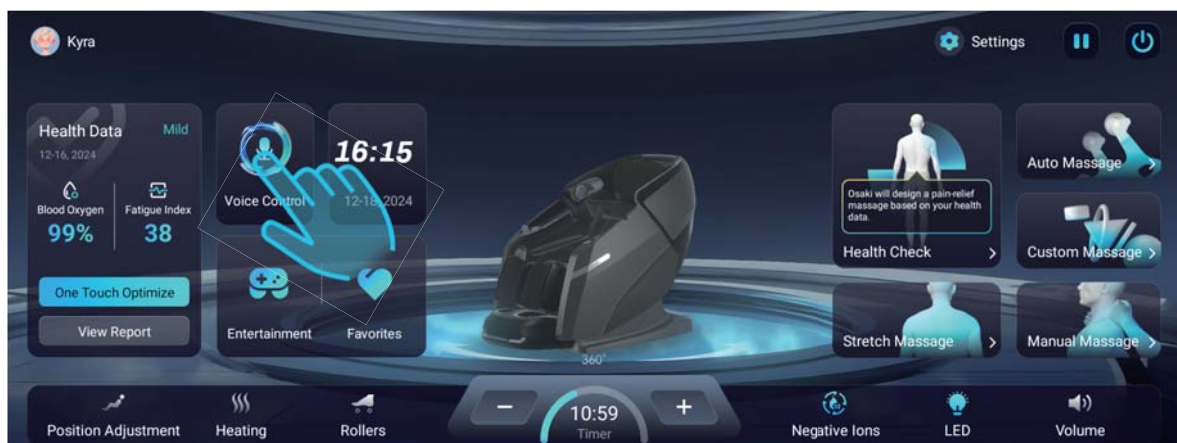 Kyra
Settings
Health Data
Mild
12-16, 2024
Blood Oxygen
Fatigue Index
99%
38
One Touch Optimize
View Report
Voice Control
16:15
12-18, 2024
Entertainment
Favorites
360°
Osaki will design a pain-relief
massage based on your health
data.
Health Check
Auto Massage
Custom Massage
Stretch Massage
Manual Massage
Position Adjustment
Heating
Rollers
−
10:59
Timer
+
Negative Ions
LED
Volume